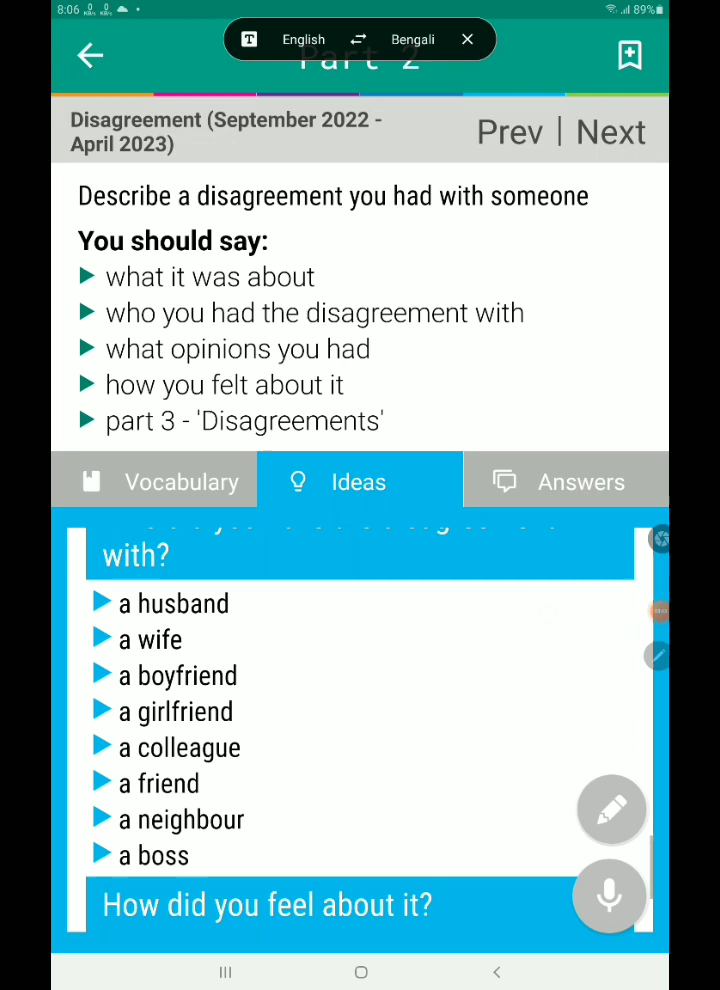 8:06
89%
English
Bengali
Part 2
Disagreement (September 2022 -
April 2023)
Prev | Next
Describe a disagreement you had with someone
You should say:
what it was about
who you had the disagreement with
what opinions you had
how you felt about it
part 3 - 'Disagreements'
Vocabulary
Ideas
Answers
with?
a husband
a wife
a boyfriend
a girlfriend
a colleague
a friend
a neighbour
a boss
How did you feel about it?